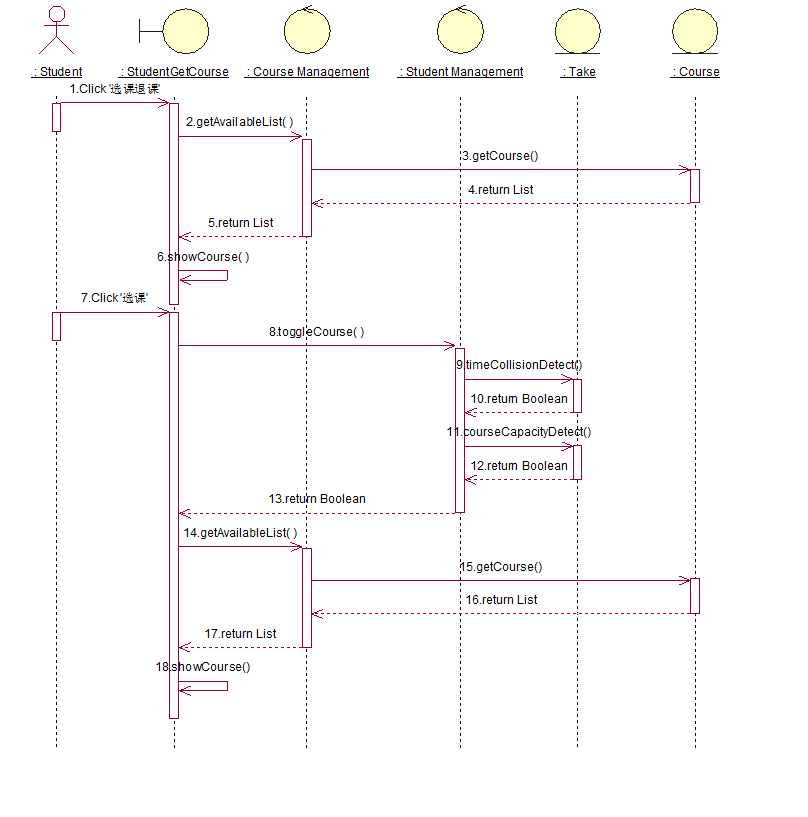 : Student
: StudentGetCourse
: Course Management
: Student Management
: Take
: Course
1.Click '选课退课'
2.getAvailableList( )
3.getCourse()
4.return List
5.return List
6.showCourse( )
7.Click '选课'
8.toggleCourse( )
9.timeCollisionDetect()
10.return Boolean
11.courseCapacityDetect()
12.return Boolean
13.return Boolean
14.getAvailableList( )
15.getCourse()
16.return List
17.return List
18.showCourse()